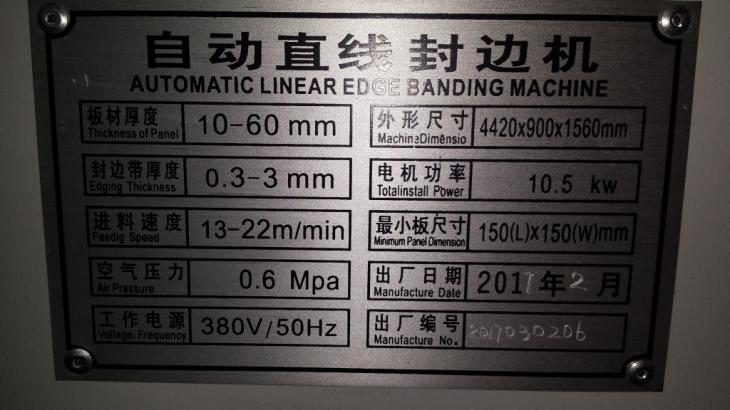 自动直线封边机
AUTOMATIC LINEAR EDGE BANDING MACHINE
板材厚度
Thickness of Panel
10-60 mm
外形尺寸
MachineDimensio
4420x900x1560mm
封边带厚度
Edging Thickness
0.3-3 mm
电机功率
Totalinstall Power
10.5 kw
进料速度
Feedig Speed
13-22m/min
最小板尺寸
Minimum Panel Dimension
150(L)x150(W)mm
空气压力
Air Pressure
0.6 Mpa
出厂日期
Manufacture Date
2017年2月
工作电源
Voltage, Frequency
380V/50Hz
出厂编号
Manufacture No.
2017030206